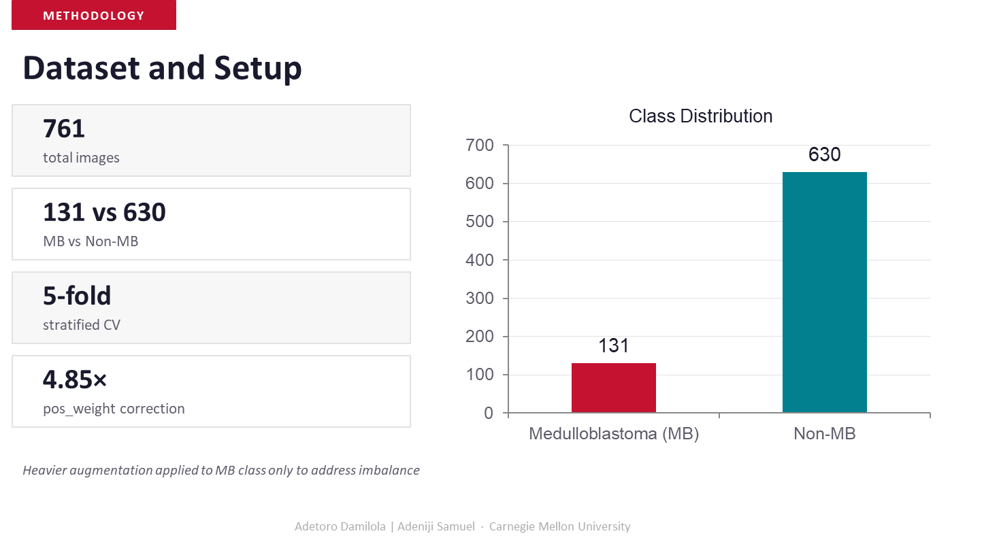 METHODOLOGY
Dataset and Setup
761
total images
131 vs 630
MB vs Non-MB
5-fold
stratified CV
4.85×
pos_weight correction
Heavier augmentation applied to MB class only to address imbalance
Class Distribution
700
600
500
400
300
200
100
0
630
131
Medulloblastoma (MB)
Non-MB
Adetoro Damilola | Adeniji Samuel · Carnegie Mellon University